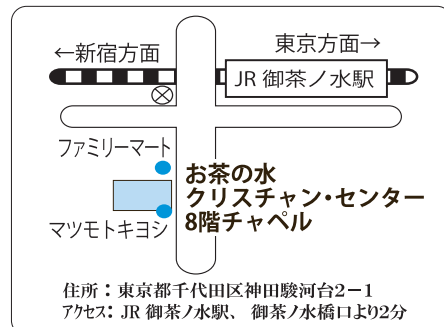 ←新宿方面
東京方面→
JR 御茶ノ水駅
ファミリーマート
お茶の水
クリスチャン・センター
8階チャペル
マツモトキヨシ
住所：東京都千代田区神田駿河台2－1
アクセス：JR 御茶ノ水駅、御茶ノ水橋口より2分